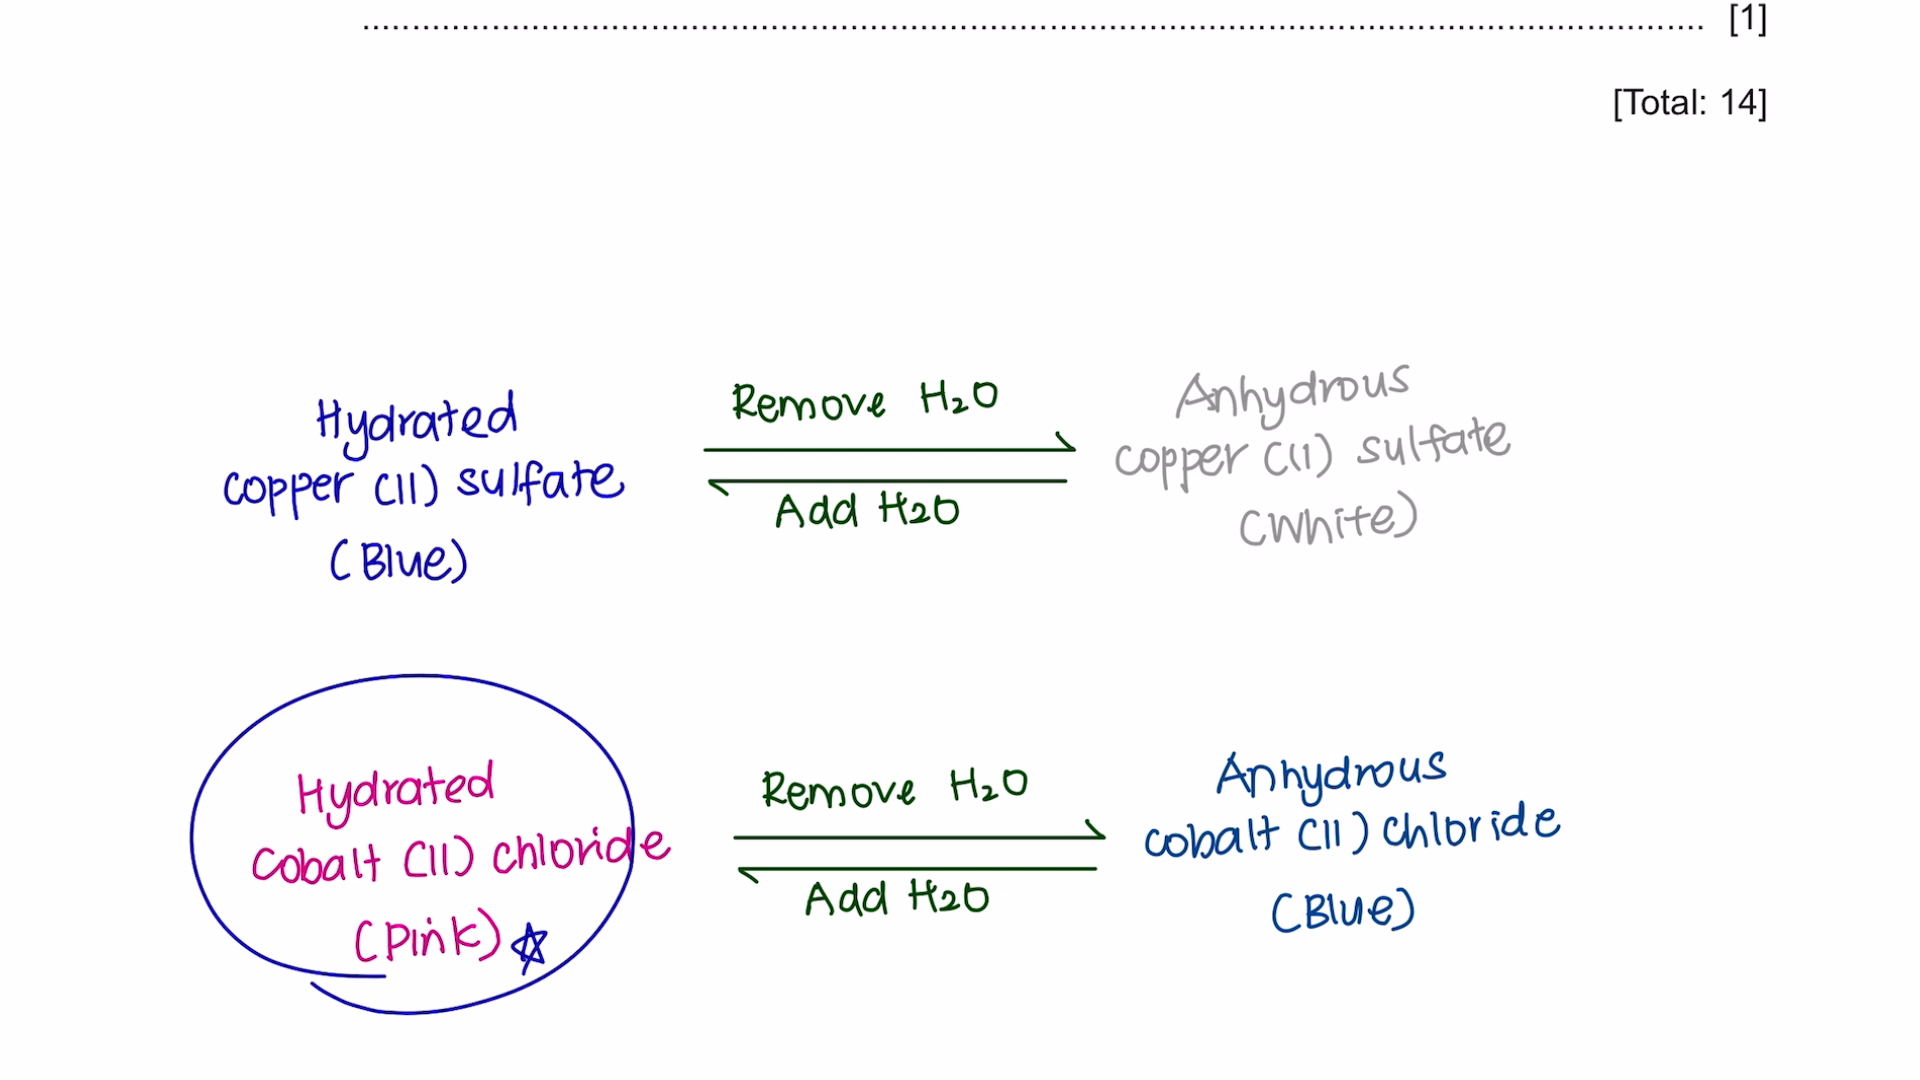 ........................................................................................................................................ [1]
[Total: 14]
Hydrated
copper (II) sulfate
(Blue)
Remove H₂O
Add H₂O
Anhydrous
copper (II) sulfate
(White)
Hydrated
cobalt (II) chloride
(Pink) ☆
Remove H₂O
Add H₂O
Anhydrous
cobalt (II) chloride
(Blue)